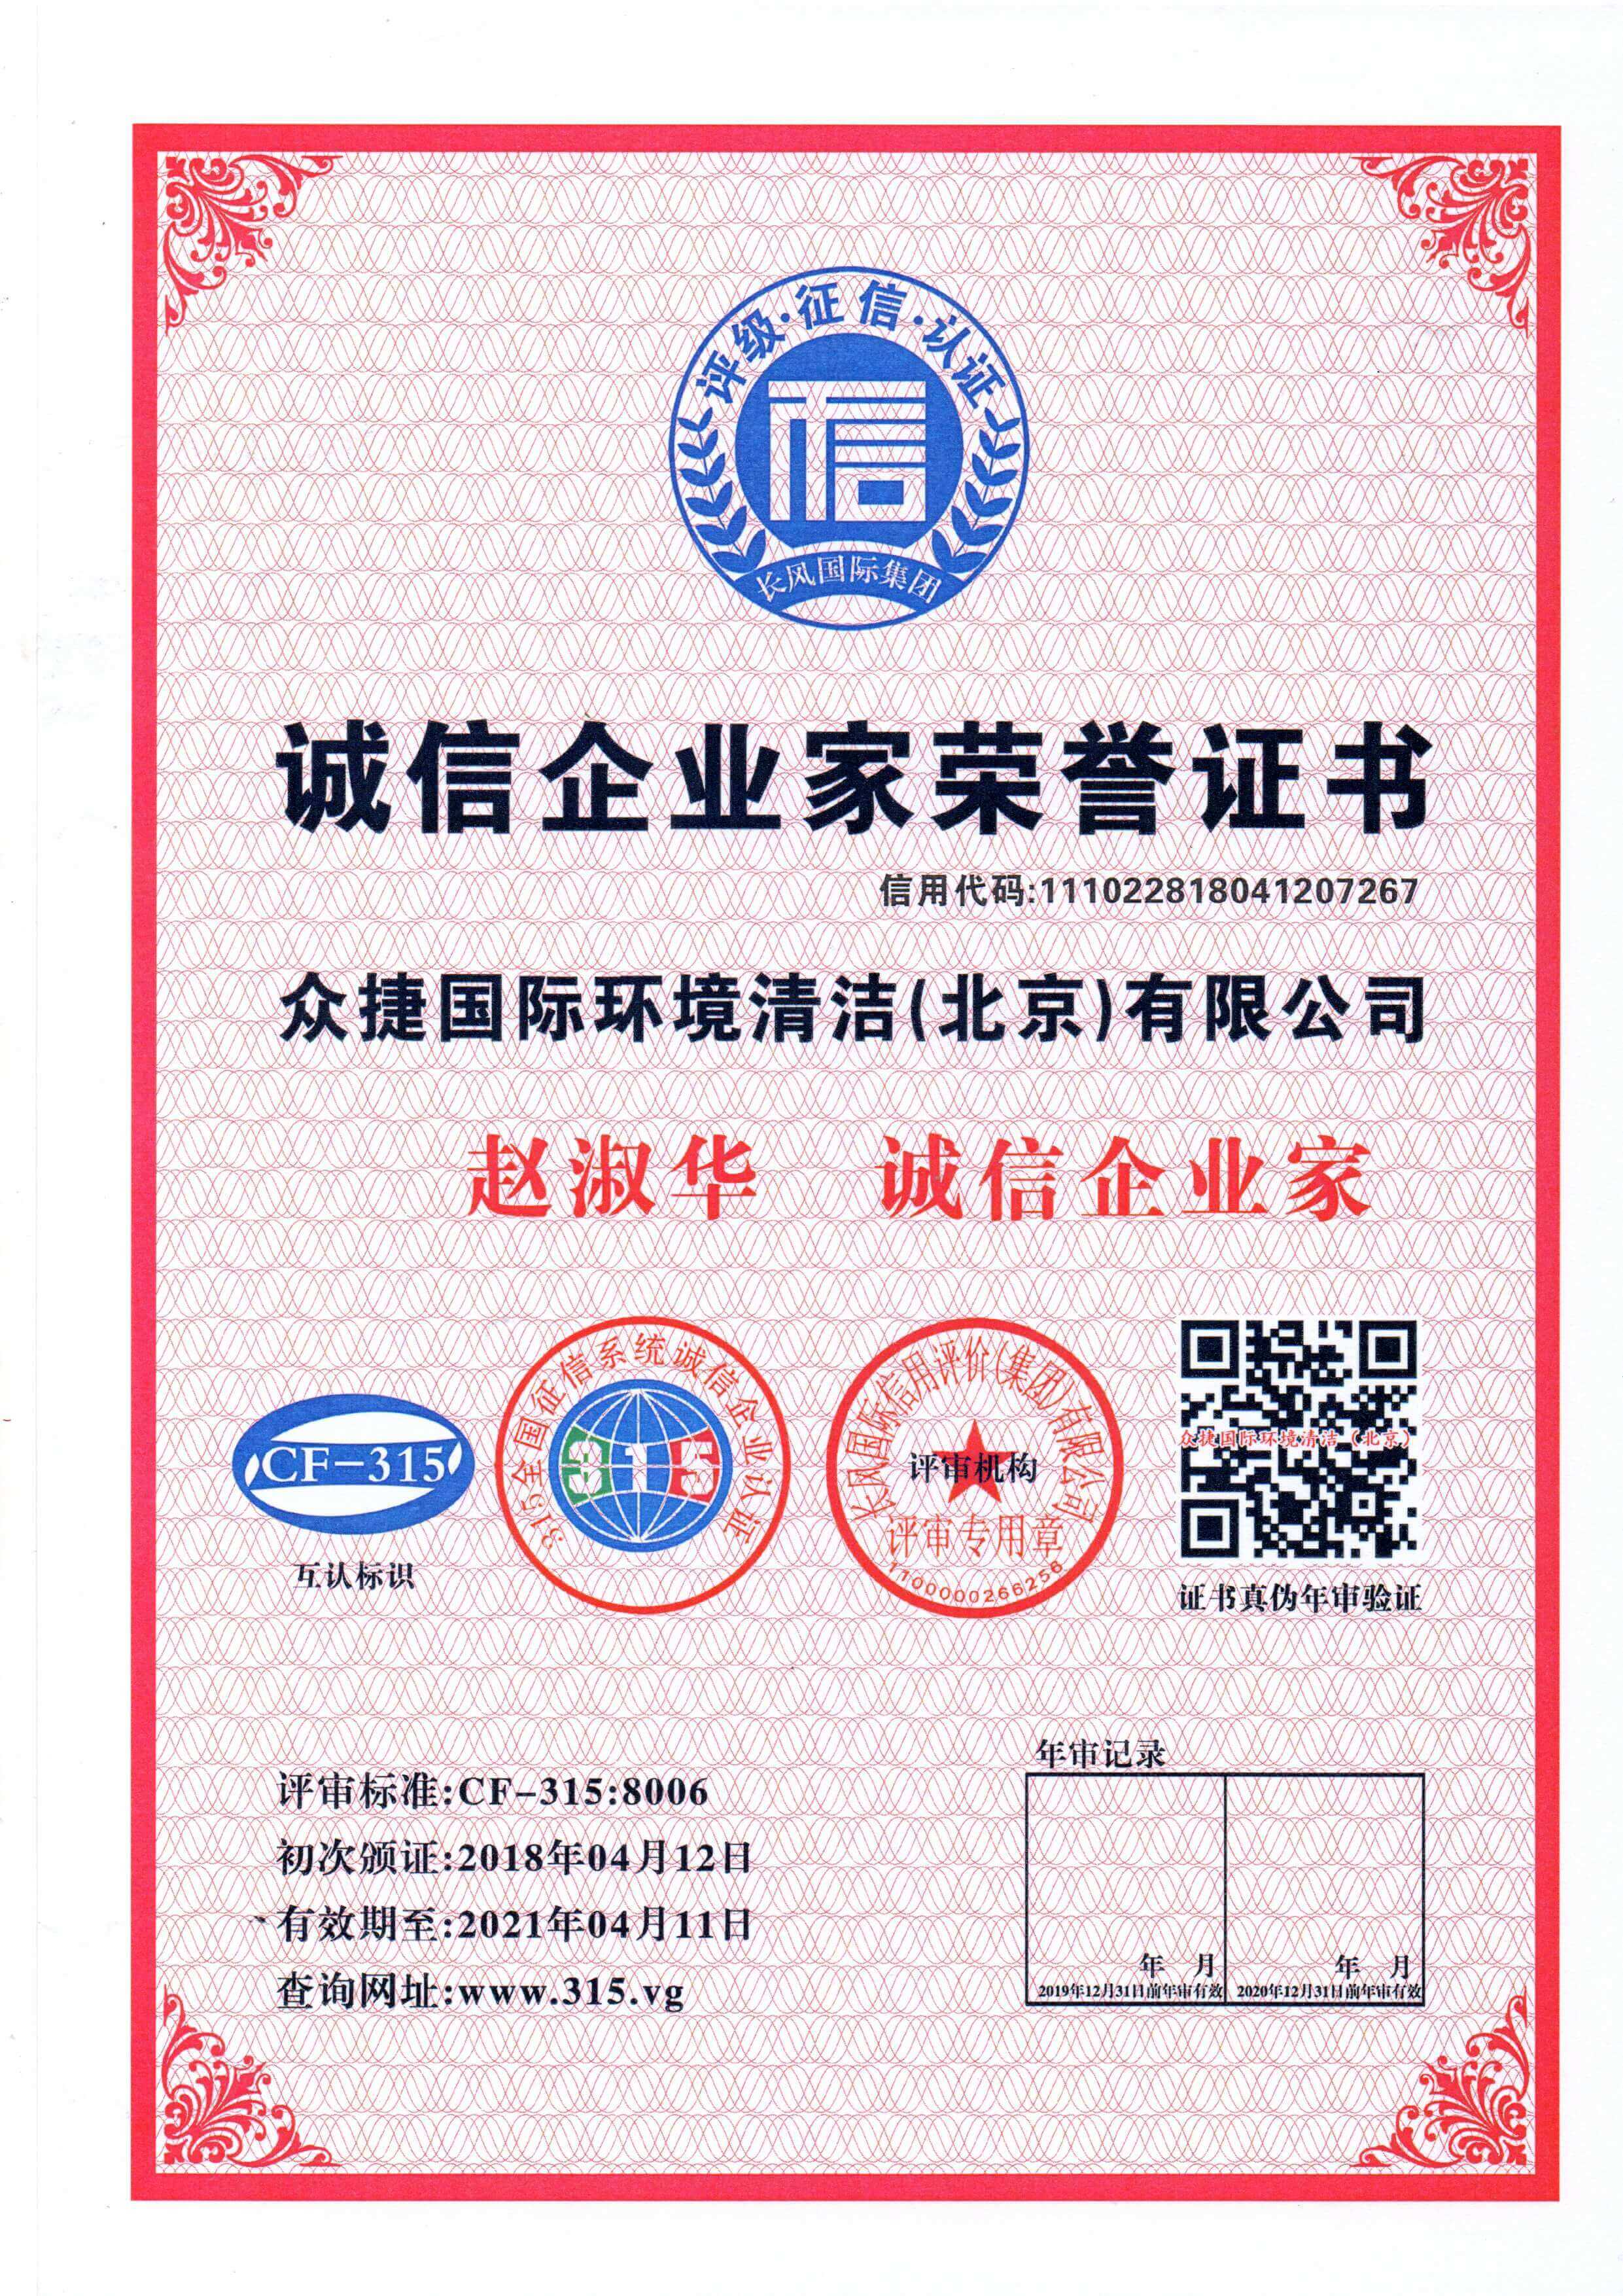 评级·征信·认证
信
长风国际集团
诚信企业家荣誉证书
信用代码:111022818041207267
众捷国际环境清洁(北京)有限公司
赵淑华 诚信企业家
CF-315
互认标识
315全国征信系统诚信企业认证
315
长风国际信用评价(集团)有限公司
评审机构
评审专用章
1100000266256
众捷国际环境清洁(北京)
证书真伪年审验证
评审标准:CF-315:8006
初次颁证:2018年04月12日
有效期至:2021年04月11日
查询网址:www.315.vg
年审记录
年 月
2019年12月31日前年审有效
年 月
2020年12月31日前年审有效